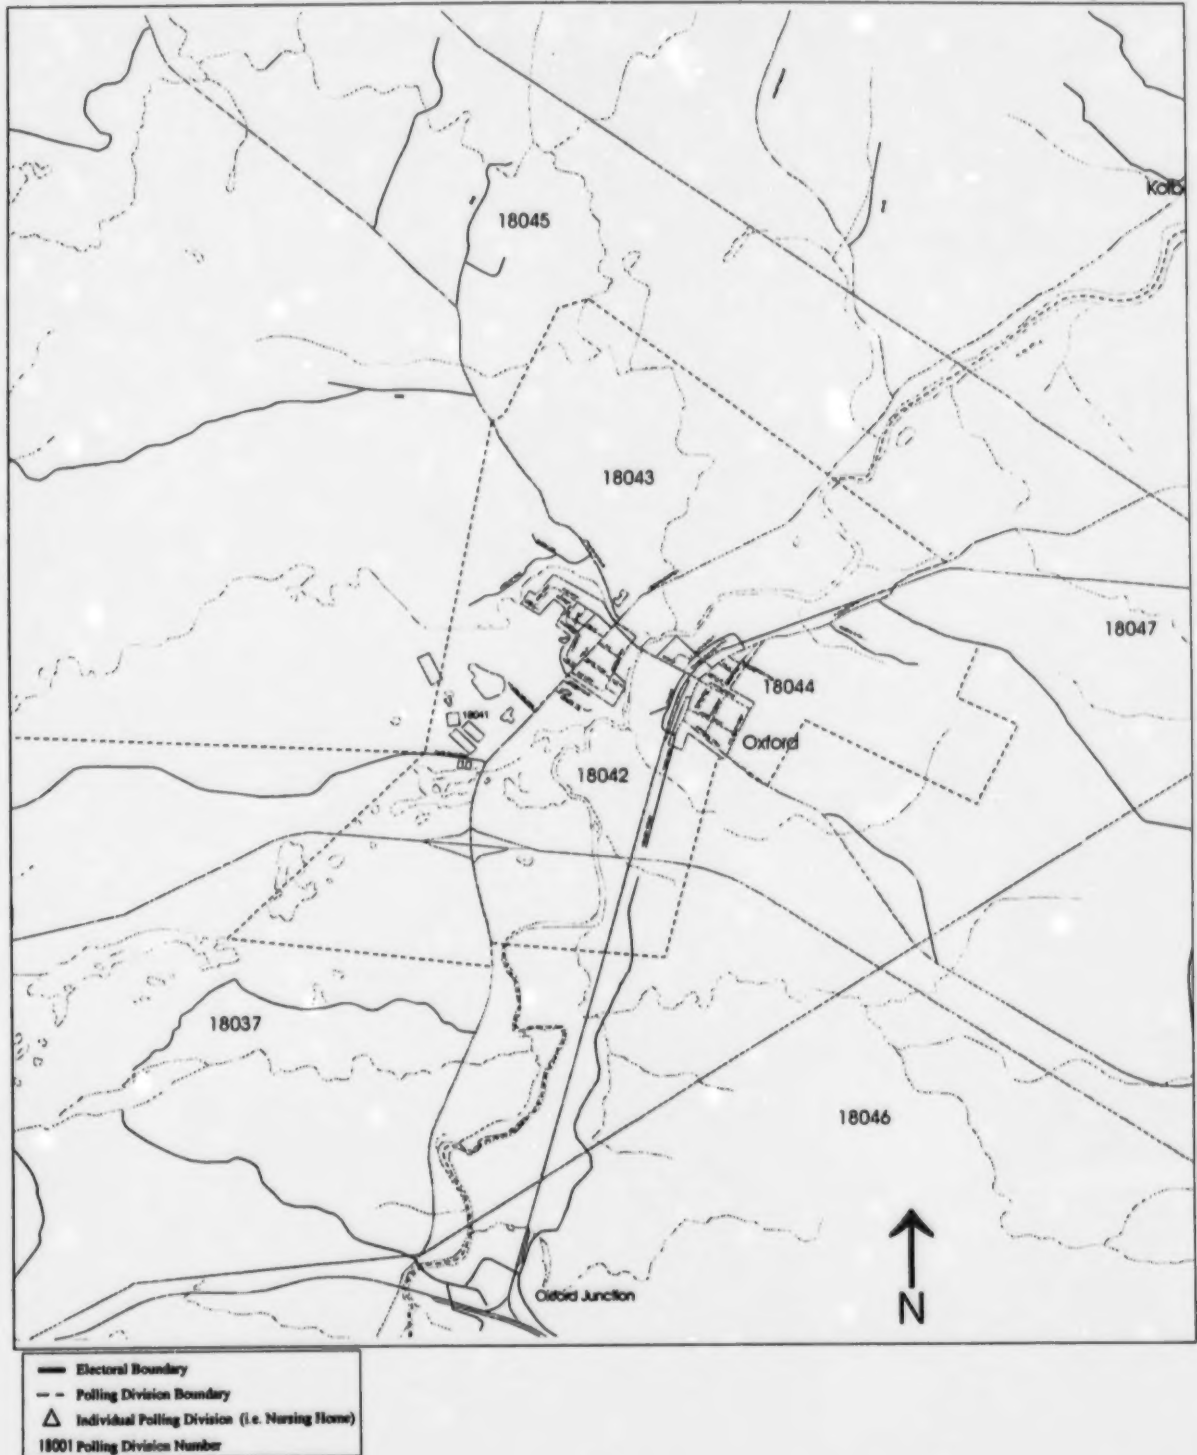 Kolb
18045
18043
18047
18044
18041
Oxford
18042
18037
18046
N
Oxford Junction
Electoral Boundary
Polling Division Boundary
Individual Polling Division (i.e. Nursing Home)
18001 Polling Division Number